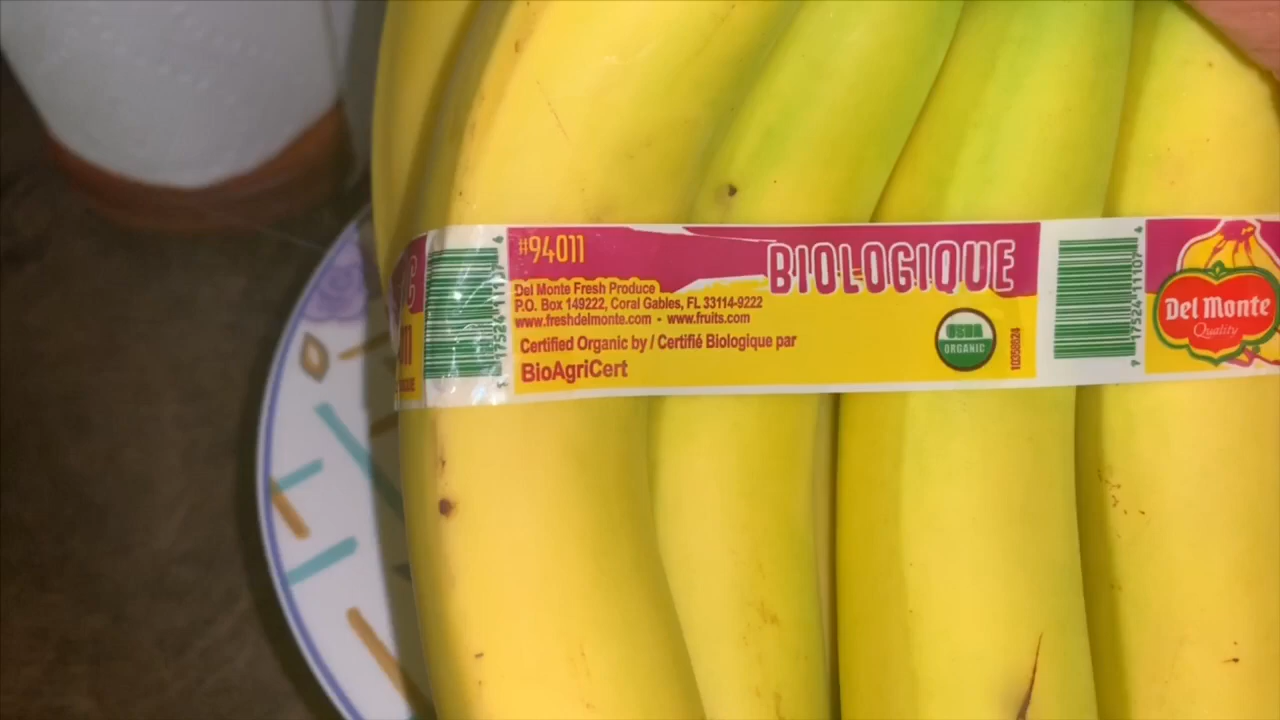 #94011
BIOLOGIQUE
Del Monte Fresh Produce
P.O. Box 149222, Coral Gables, FL 33114-9222
www.freshdelmonte.com - www.fruits.com
Certified Organic by / Certifié Biologique par
BioAgriCert
USDA
ORGANIC
Del Monte
Quality